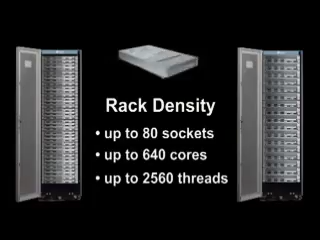 Rack Density
• up to 80 sockets
• up to 640 cores
• up to 2560 threads